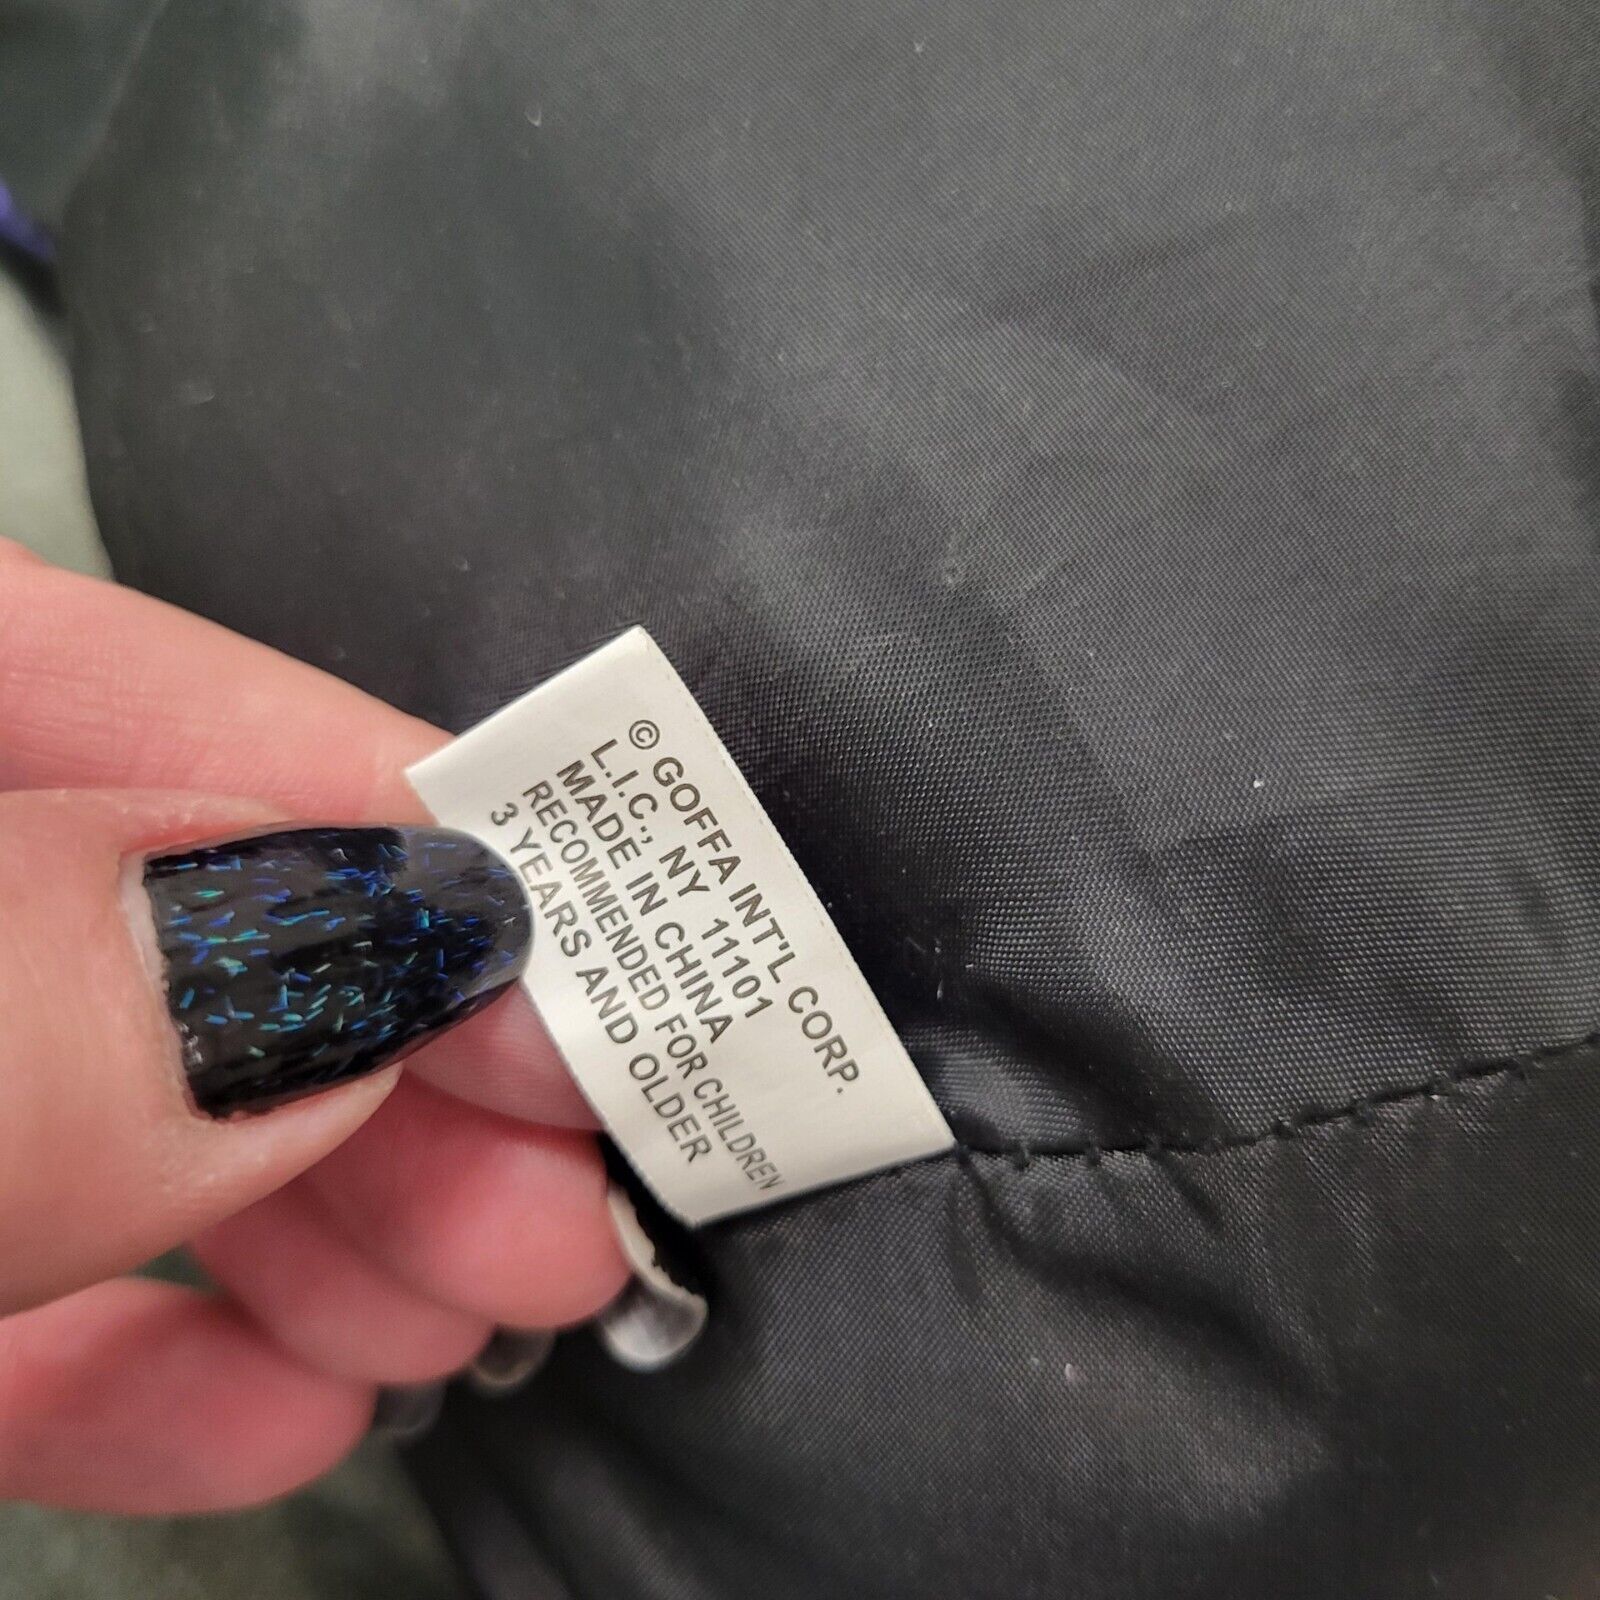 © GOFFA INT'L CORP.
L.I.C., NY 11101
MADE IN CHINA
RECOMMENDED FOR CHILDREN
3 YEARS AND OLDER